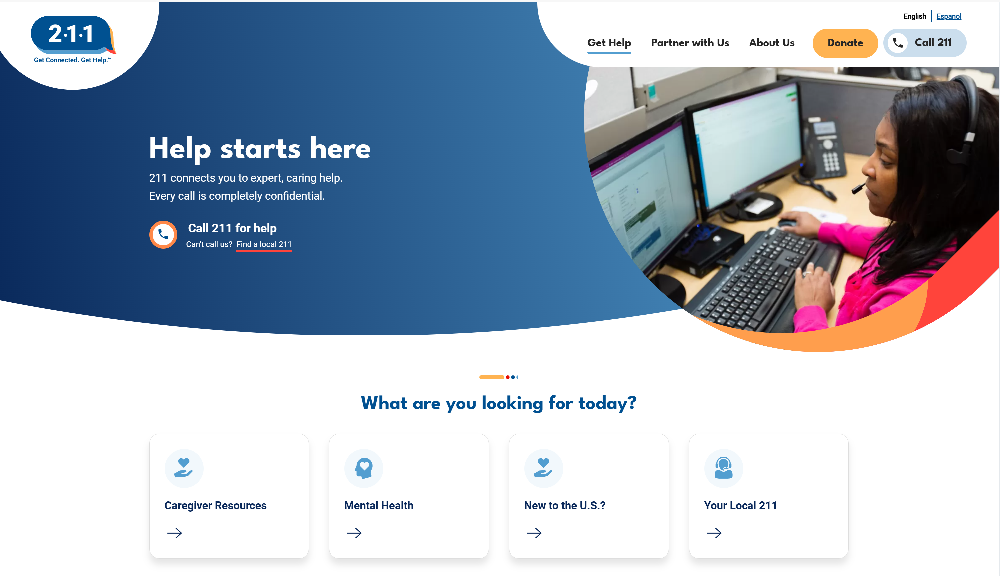 2·1·1
Get Connected. Get Help.™
English
Espanol
Get Help
Partner with Us
About Us
Donate
Call 211
Help starts here
211 connects you to expert, caring help.
Every call is completely confidential.
Call 211 for help
Can't call us? Find a local 211
What are you looking for today?
Caregiver Resources
Mental Health
New to the U.S.?
Your Local 211